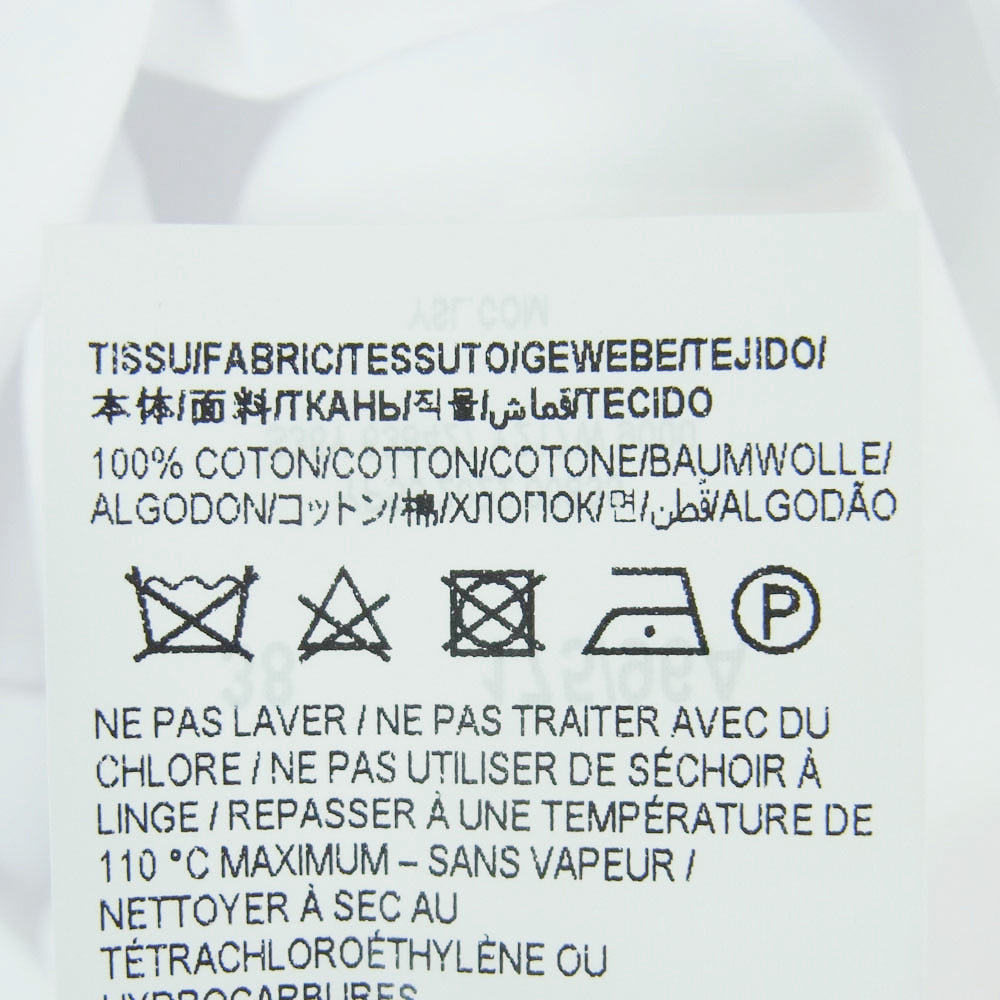 TISSU/FABRIC/TESSUTO/GEWEBE/TEJIDO/
本体/面料/ТКАНЬ/직물/قماش/TECIDO
100% COTON/COTTON/COTONE/BAUMWOLLE/
ALGODON/コットン/棉/ХЛОПОК/면/قطن/ALGODÃO
P
NE PAS LAVER / NE PAS TRAITER AVEC DU
CHLORE / NE PAS UTILISER DE SÉCHOIR À
LINGE / REPASSER À UNE TEMPÉRATURE DE
110 °C MAXIMUM – SANS VAPEUR /
NETTOYER À SEC AU
TÉTRACHLOROÉTHYLÈNE OU
HYDROCARBURES